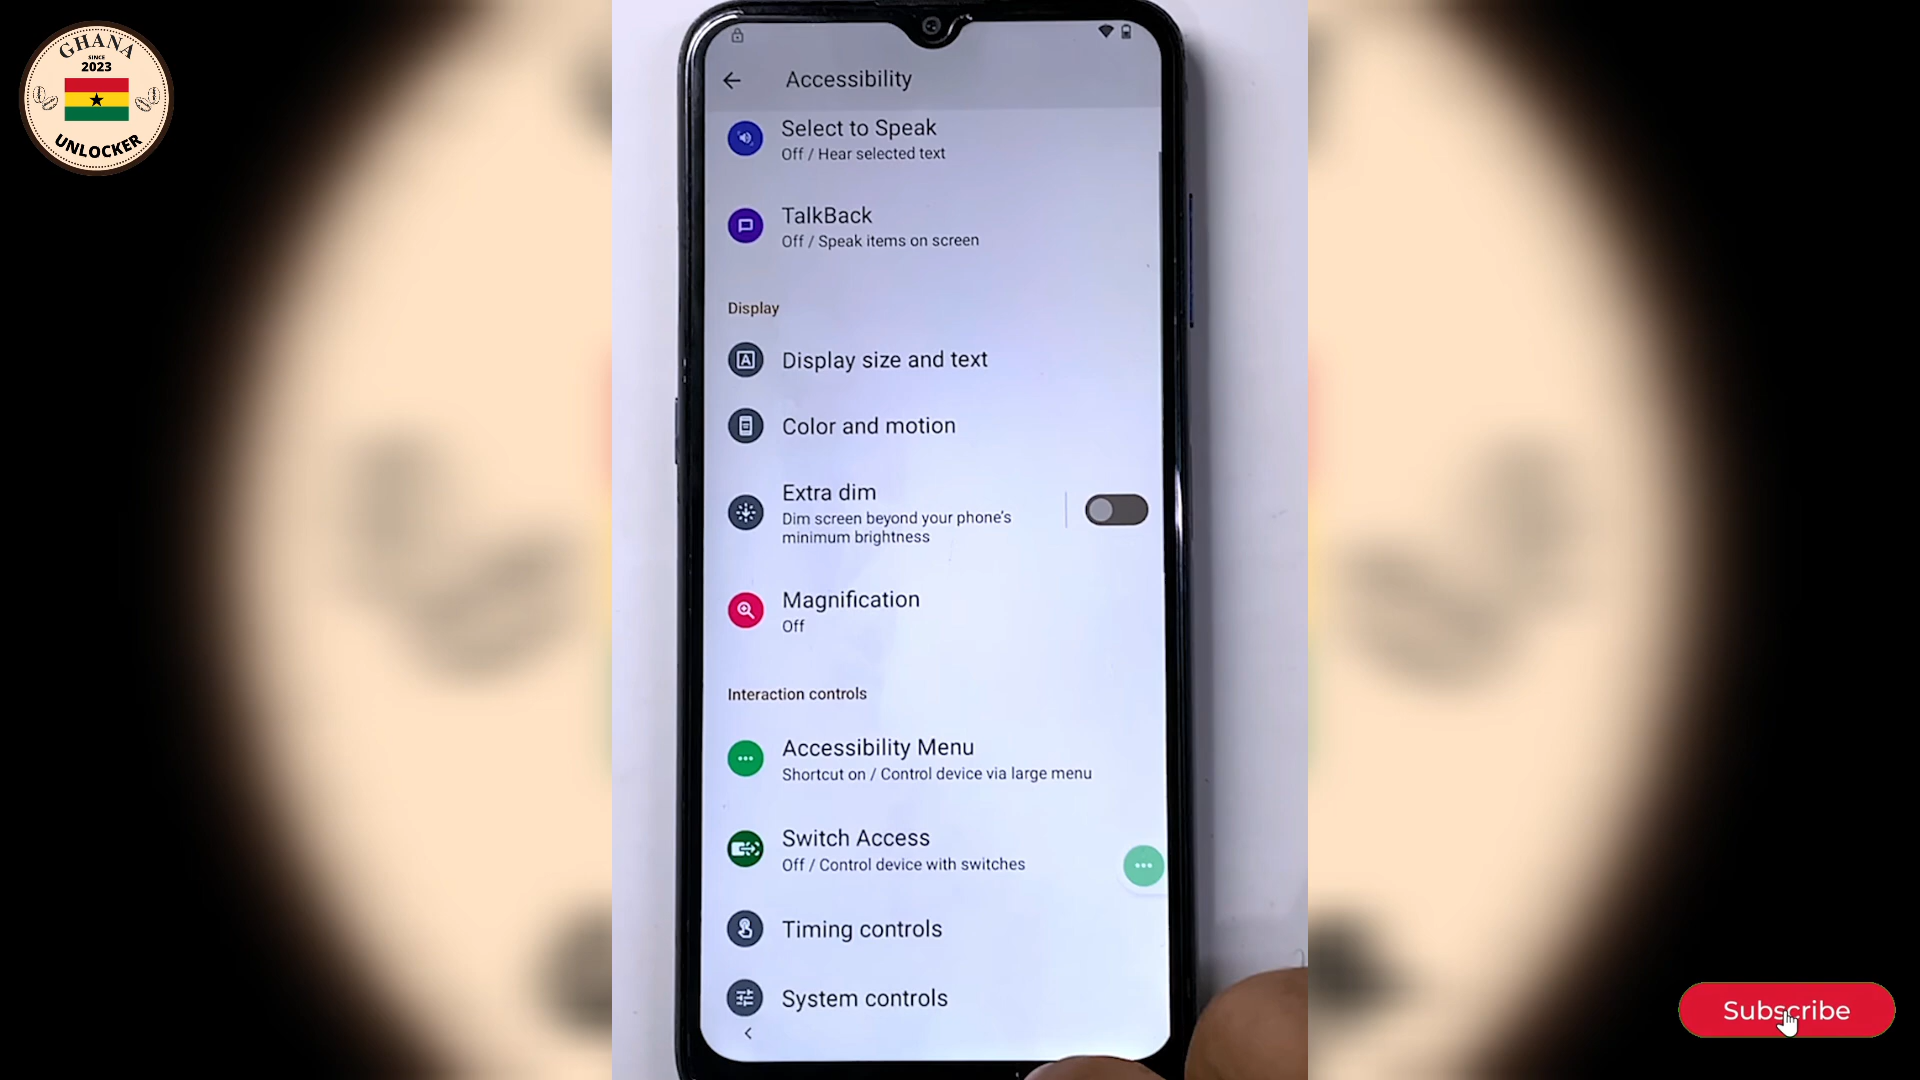 GHANA
SINCE
2023
UNLOCKER
Accessibility
Select to Speak
Off / Hear selected text
TalkBack
Off / Speak items on screen
Display
Display size and text
Color and motion
Extra dim
Dim screen beyond your phone's
minimum brightness
Magnification
Off
Interaction controls
Accessibility Menu
Shortcut on / Control device via large menu
Switch Access
Off / Control device with switches
Timing controls
System controls
Subscribe